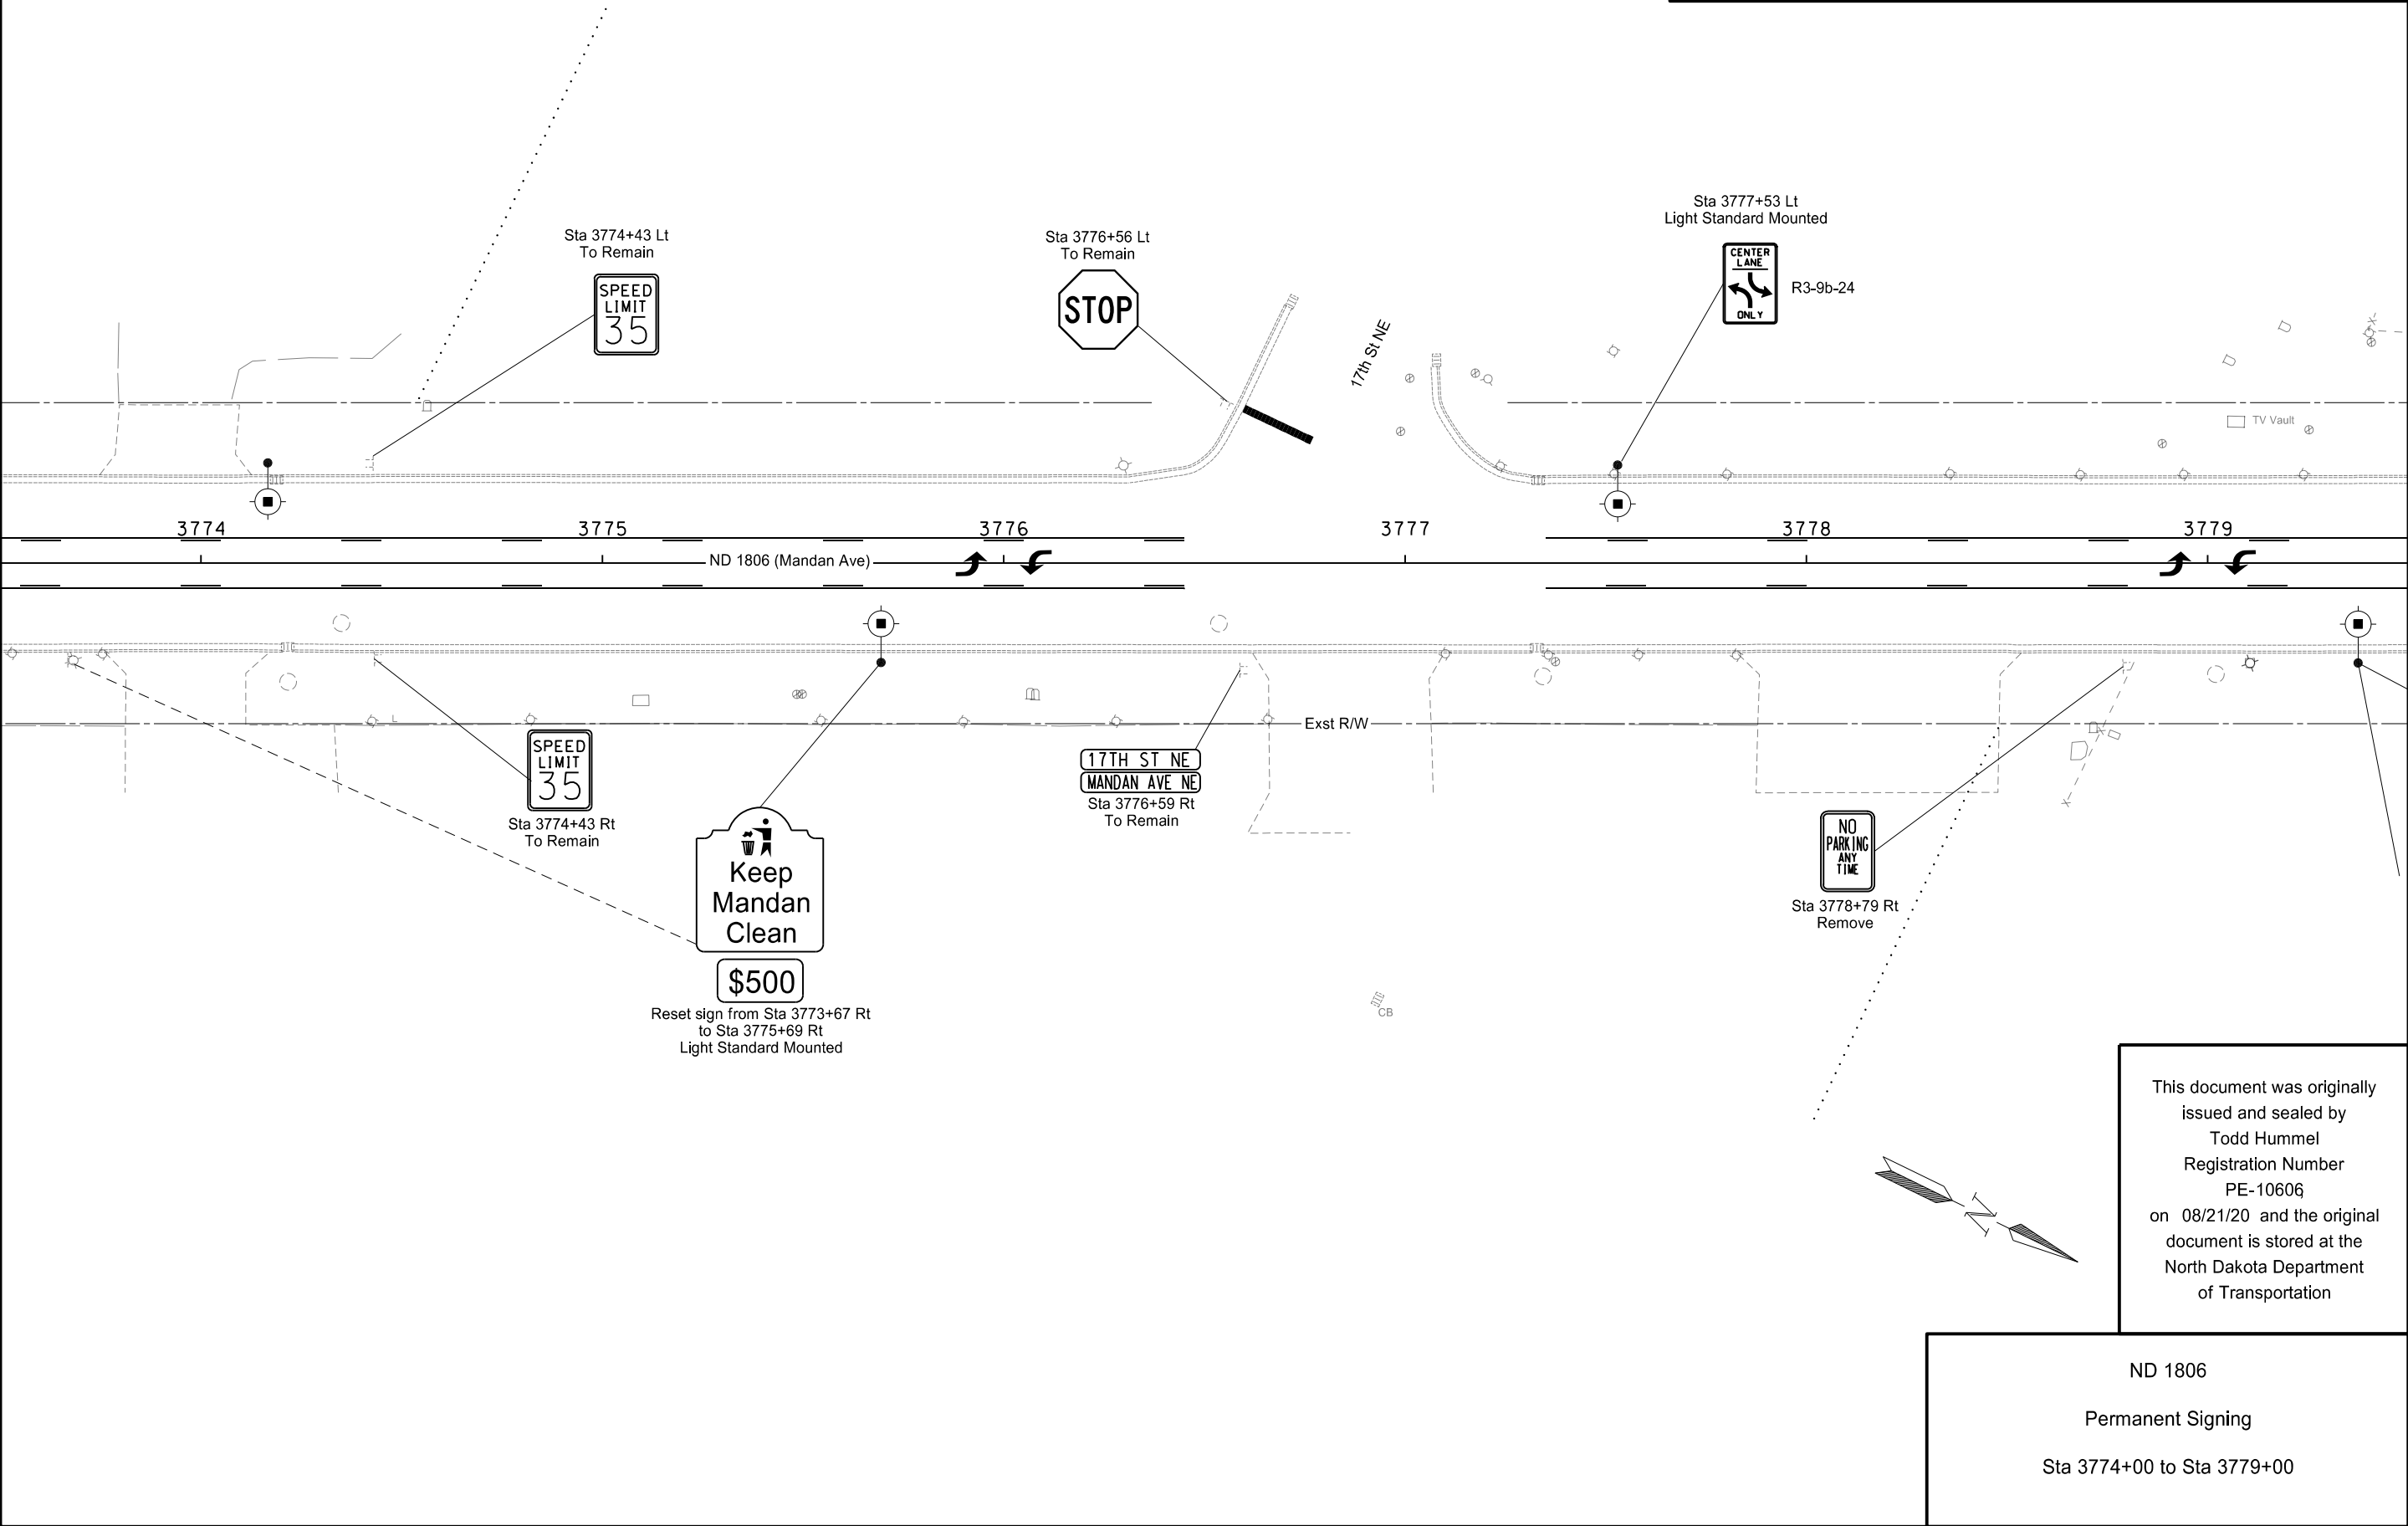 Sta 3777+53 Lt
Light Standard Mounted
CENTER
LANE
ONLY
R3-9b-24
Sta 3774+43 Lt
To Remain
SPEED
LIMIT
35
Sta 3776+56 Lt
To Remain
STOP
17th St NE
TV Vault
3774
3775
3776
3777
3778
3779
ND 1806 (Mandan Ave)
L
Exst R/W
SPEED
LIMIT
35
Sta 3774+43 Rt
To Remain
Keep
Mandan
Clean
$500
Reset sign from Sta 3773+67 Rt
to Sta 3775+69 Rt
Light Standard Mounted
17TH ST NE
MANDAN AVE NE
Sta 3776+59 Rt
To Remain
NO
PARKING
ANY
TIME
Sta 3778+79 Rt
Remove
CB
N
This document was originally
issued and sealed by
Todd Hummel
Registration Number
PE-10606,
on 08/21/20 and the original
document is stored at the
North Dakota Department
of Transportation
ND 1806
Permanent Signing
Sta 3774+00 to Sta 3779+00